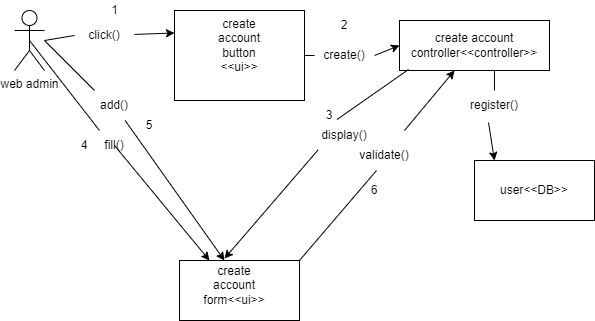 1
2
click()
create
account
button
<<ui>>
create()
create account
controller<<controller>>
web admin
add()
3
register()
5
display()
4
fill()
validate()
6
user<<DB>>
create
account
form<<ui>>